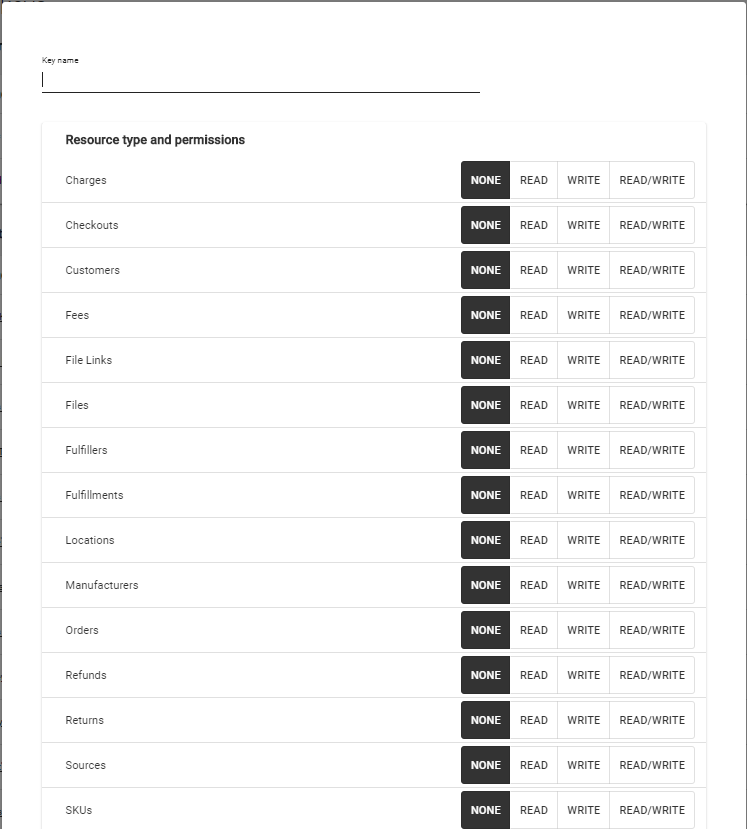 Key name
Resource type and permissions
Charges NONE READ WRITE READ/WRITE
Checkouts NONE READ WRITE READ/WRITE
Customers NONE READ WRITE READ/WRITE
Fees NONE READ WRITE READ/WRITE
File Links NONE READ WRITE READ/WRITE
Files NONE READ WRITE READ/WRITE
Fulfillers NONE READ WRITE READ/WRITE
Fulfillments NONE READ WRITE READ/WRITE
Locations NONE READ WRITE READ/WRITE
Manufacturers NONE READ WRITE READ/WRITE
Orders NONE READ WRITE READ/WRITE
Refunds NONE READ WRITE READ/WRITE
Returns NONE READ WRITE READ/WRITE
Sources NONE READ WRITE READ/WRITE
SKUs NONE READ WRITE READ/WRITE